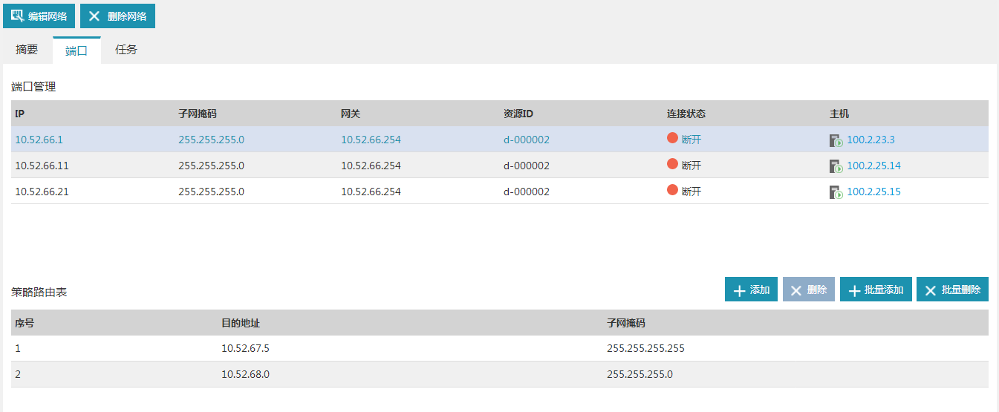 编辑网络 删除网络
摘要 端口 任务
端口管理
IP 子网掩码 网关 资源ID 连接状态 主机
10.52.66.1 255.255.255.0 10.52.66.254 d-000002 断开 100.2.23.3
10.52.66.11 255.255.255.0 10.52.66.254 d-000002 断开 100.2.25.14
10.52.66.21 255.255.255.0 10.52.66.254 d-000002 断开 100.2.25.15
策略路由表 添加 删除 批量添加 批量删除
序号 目的地址 子网掩码
1 10.52.67.5 255.255.255.255
2 10.52.68.0 255.255.255.0